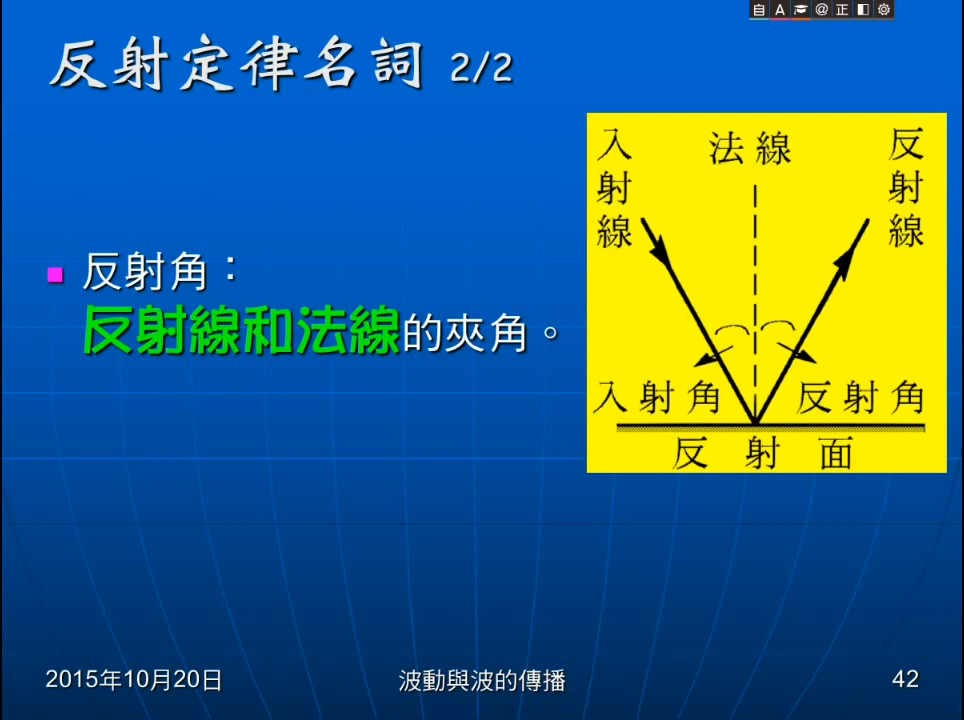 自 A @ 正
反射定律名詞 2/2
入射線
法線
反射線
反射角：
反射線和法線的夾角。
入射角
反射角
反射面
2015年10月20日
波動與波的傳播
42